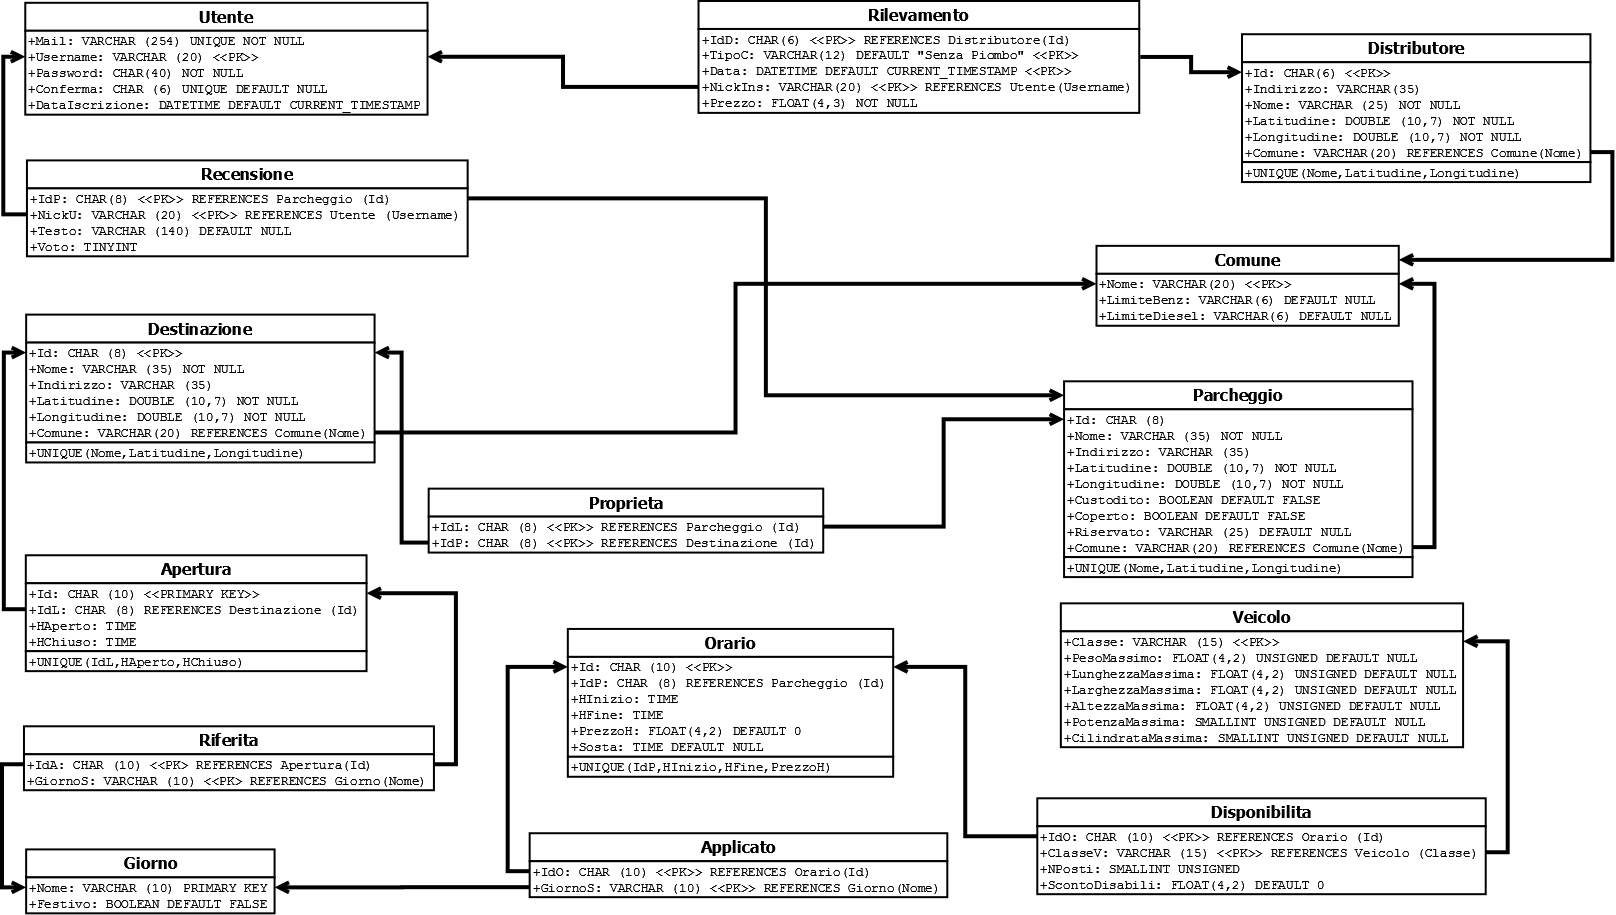 Utente
+Mail: VARCHAR (254) UNIQUE NOT NULL
+Username: VARCHAR (20) <<PK>>
+Password: CHAR(40) NOT NULL
+Conferma: CHAR (6) UNIQUE DEFAULT NULL
+DataIscrizione: DATETIME DEFAULT CURRENT_TIMESTAMP
Rilevamento
+IdD: CHAR(6) <<PK>> REFERENCES Distributore(Id)
+TipoC: VARCHAR(12) DEFAULT "Senza Piombo" <<PK>>
+Data: DATETIME DEFAULT CURRENT_TIMESTAMP <<PK>>
+NickIns: VARCHAR(20) <<PK>> REFERENCES Utente(Username)
+Prezzo: FLOAT(4,3) NOT NULL
Distributore
+Id: CHAR(6) <<PK>>
+Indirizzo: VARCHAR(35)
+Nome: VARCHAR (25) NOT NULL
+Latitudine: DOUBLE (10,7) NOT NULL
+Longitudine: DOUBLE (10,7) NOT NULL
+Comune: VARCHAR(20) REFERENCES Comune(Nome)
+UNIQUE(Nome,Latitudine,Longitudine)
Recensione
+IdP: CHAR(8) <<PK>> REFERENCES Parcheggio (Id)
+NickU: VARCHAR (20) <<PK>> REFERENCES Utente (Username)
+Testo: VARCHAR (140) DEFAULT NULL
+Voto: TINYINT
Comune
+Nome: VARCHAR(20) <<PK>>
+LimiteBenz: VARCHAR(6) DEFAULT NULL
+LimiteDiesel: VARCHAR(6) DEFAULT NULL
Destinazione
+Id: CHAR (8) <<PK>>
+Nome: VARCHAR (35) NOT NULL
+Indirizzo: VARCHAR (35)
+Latitudine: DOUBLE (10,7) NOT NULL
+Longitudine: DOUBLE (10,7) NOT NULL
+Comune: VARCHAR(20) REFERENCES Comune(Nome)
+UNIQUE(Nome,Latitudine,Longitudine)
Parcheggio
+Id: CHAR (8)
+Nome: VARCHAR (35) NOT NULL
+Indirizzo: VARCHAR (35)
+Latitudine: DOUBLE (10,7) NOT NULL
+Longitudine: DOUBLE (10,7) NOT NULL
+Custodito: BOOLEAN DEFAULT FALSE
+Coperto: BOOLEAN DEFAULT FALSE
+Riservato: VARCHAR (25) DEFAULT NULL
+Comune: VARCHAR(20) REFERENCES Comune(Nome)
+UNIQUE(Nome,Latitudine,Longitudine)
Proprieta
+IdL: CHAR (8) <<PK>> REFERENCES Parcheggio (Id)
+IdP: CHAR (8) <<PK>> REFERENCES Destinazione (Id)
Apertura
+Id: CHAR (10) <<PRIMARY KEY>>
+IdL: CHAR (8) REFERENCES Destinazione (Id)
+HAperto: TIME
+HChiuso: TIME
+UNIQUE(IdL,HAperto,HChiuso)
Orario
+Id: CHAR (10) <<PK>>
+IdP: CHAR (8) REFERENCES Parcheggio (Id)
+HInizio: TIME
+HFine: TIME
+PrezzoH: FLOAT(4,2) DEFAULT 0
+Sosta: TIME DEFAULT NULL
+UNIQUE(IdP,HInizio,HFine,PrezzoH)
Veicolo
+Classe: VARCHAR (15) <<PK>>
+PesoMassimo: FLOAT(4,2) UNSIGNED DEFAULT NULL
+LunghezzaMassima: FLOAT(4,2) UNSIGNED DEFAULT NULL
+LarghezzaMassima: FLOAT(4,2) UNSIGNED DEFAULT NULL
+AltezzaMassima: FLOAT(4,2) UNSIGNED DEFAULT NULL
+PotenzaMassima: SMALLINT UNSIGNED DEFAULT NULL
+CilindrataMassima: SMALLINT UNSIGNED DEFAULT NULL
Riferita
+IdA: CHAR (10) <<PK> REFERENCES Apertura(Id)
+GiornoS: VARCHAR (10) <<PK> REFERENCES Giorno(Nome)
Disponibilita
+IdO: CHAR (10) <<PK>> REFERENCES Orario (Id)
+ClasseV: VARCHAR (15) <<PK>> REFERENCES Veicolo (Classe)
+NPosti: SMALLINT UNSIGNED
+ScontoDisabili: FLOAT(4,2) DEFAULT 0
Giorno
+Nome: VARCHAR (10) PRIMARY KEY
+Festivo: BOOLEAN DEFAULT FALSE
Applicato
+IdO: CHAR (10) <<PK>> REFERENCES Orario(Id)
+GiornoS: VARCHAR (10) <<PK>> REFERENCES Giorno(Nome)